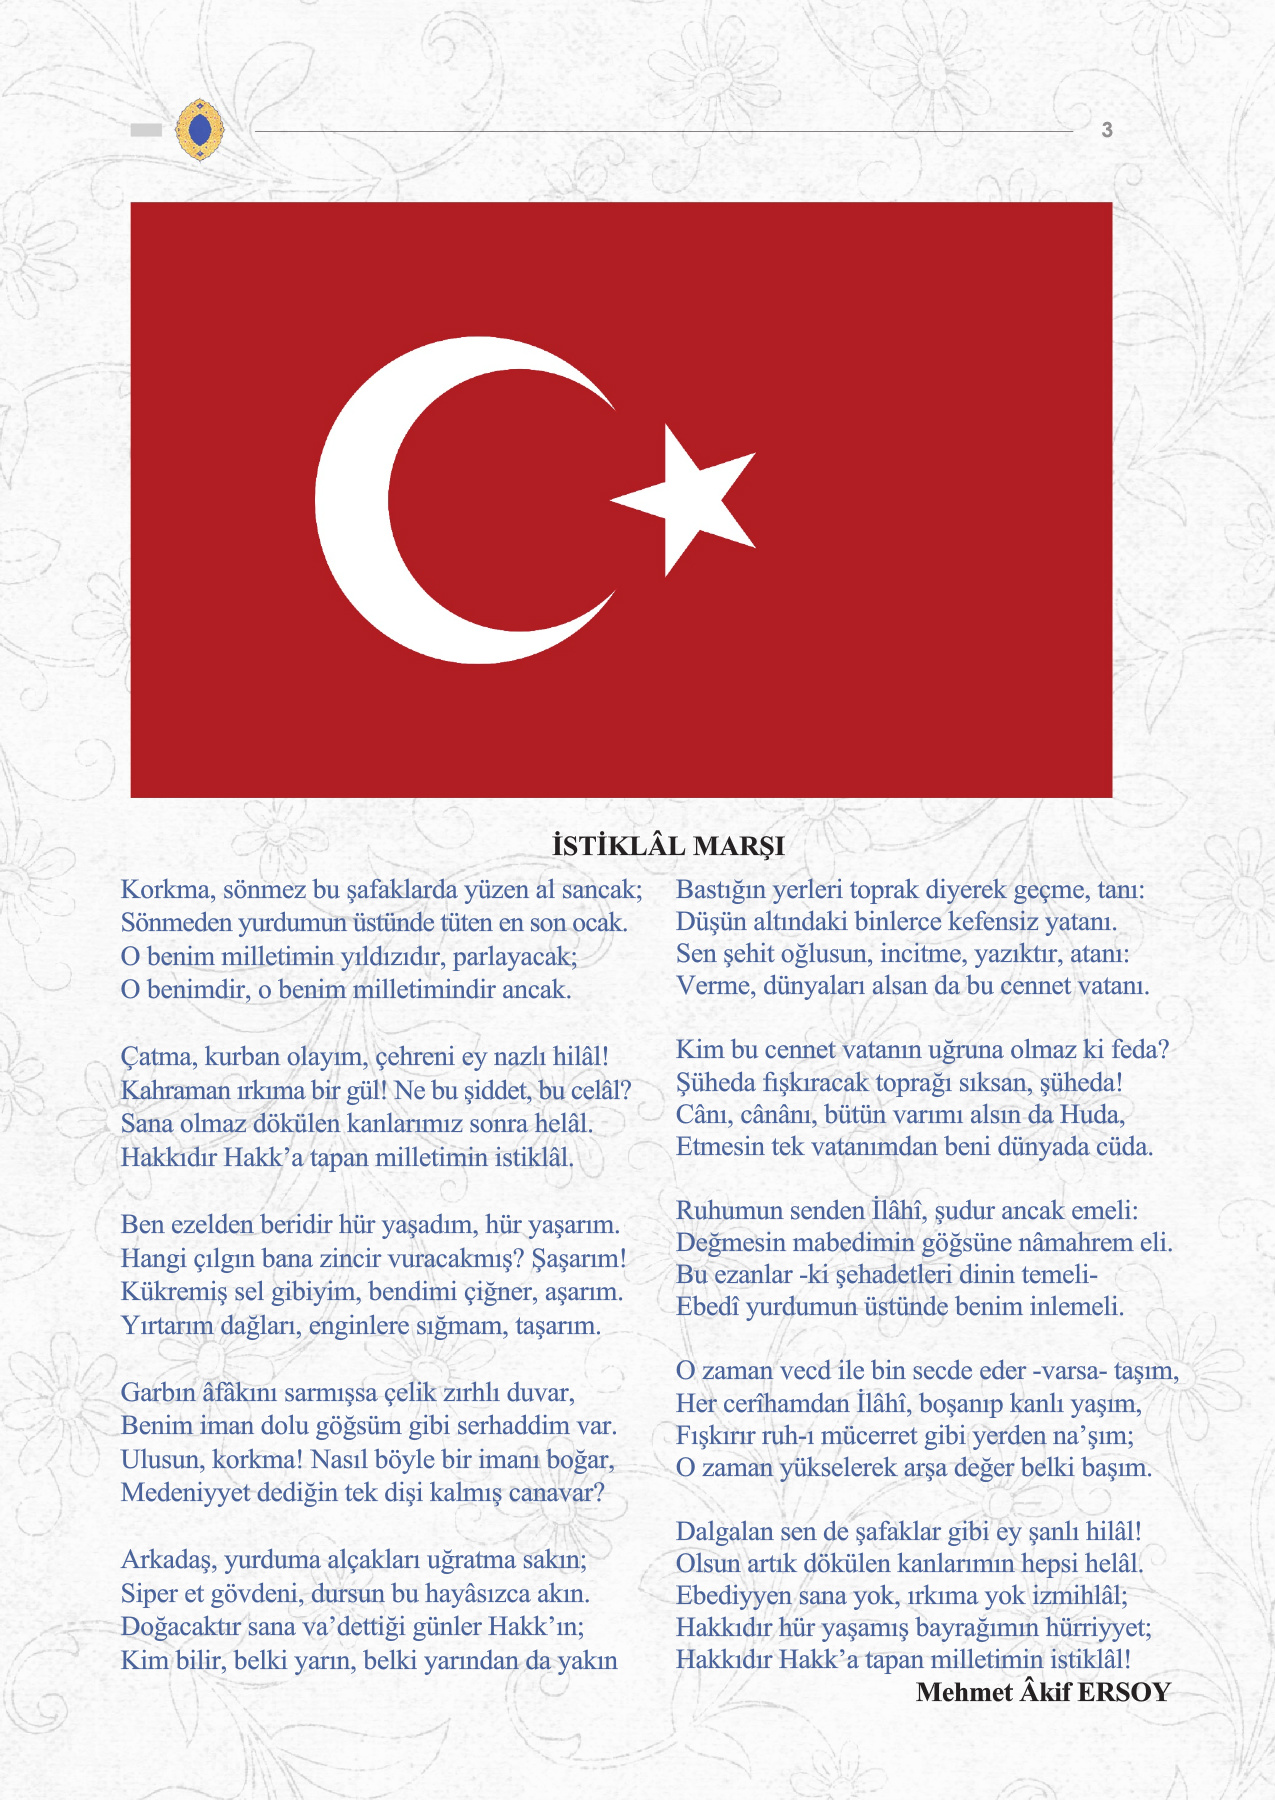 3
İSTİKLÂL MARŞI
Korkma, sönmez bu şafaklarda yüzen al sancak;
Sönmeden yurdumun üstünde tüten en son ocak.
O benim milletimin yıldızıdır, parlayacak;
O benimdir, o benim milletimindir ancak.
Çatma, kurban olayım, çehreni ey nazlı hilâl!
Kahraman ırkıma bir gül! Ne bu şiddet, bu celâl?
Sana olmaz dökülen kanlarımız sonra helâl.
Hakkıdır Hakk’a tapan milletimin istiklâl.
Ben ezelden beridir hür yaşadım, hür yaşarım.
Hangi çılgın bana zincir vuracakmış? Şaşarım!
Kükremiş sel gibiyim, bendimi çiğner, aşarım.
Yırtarım dağları, enginlere sığmam, taşarım.
Garbın âfâkını sarmışsa çelik zırhlı duvar,
Benim iman dolu göğsüm gibi serhaddim var.
Ulusun, korkma! Nasıl böyle bir imanı boğar,
Medeniyyet dediğin tek dişi kalmış canavar?
Arkadaş, yurduma alçakları uğratma sakın;
Siper et gövdeni, dursun bu hayâsızca akın.
Doğacaktır sana va’dettiği günler Hakk’ın;
Kim bilir, belki yarın, belki yarından da yakın
Bastığın yerleri toprak diyerek geçme, tanı:
Düşün altındaki binlerce kefensiz yatanı.
Sen şehit oğlusun, incitme, yazıktır, atanı:
Verme, dünyaları alsan da bu cennet vatanı.
Kim bu cennet vatanın uğruna olmaz ki feda?
Şüheda fışkıracak toprağı sıksan, şüheda!
Cânı, cânânı, bütün varımı alsın da Huda,
Etmesin tek vatanımdan beni dünyada cüda.
Ruhumun senden İlâhî, şudur ancak emeli:
Değmesin mabedimin göğsüne nâmahrem eli.
Bu ezanlar -ki şehadetleri dinin temeli-
Ebedî yurdumun üstünde benim inlemeli.
O zaman vecd ile bin secde eder -varsa- taşım,
Her cerîhamdan İlâhî, boşanıp kanlı yaşım,
Fışkırır ruh-ı mücerret gibi yerden na’şım;
O zaman yükselerek arşa değer belki başım.
Dalgalan sen de şafaklar gibi ey şanlı hilâl!
Olsun artık dökülen kanlarımın hepsi helâl.
Ebediyyen sana yok, ırkıma yok izmihlâl;
Hakkıdır hür yaşamış bayrağımın hürriyyet;
Hakkıdır Hakk’a tapan milletimin istiklâl!
Mehmet Âkif ERSOY